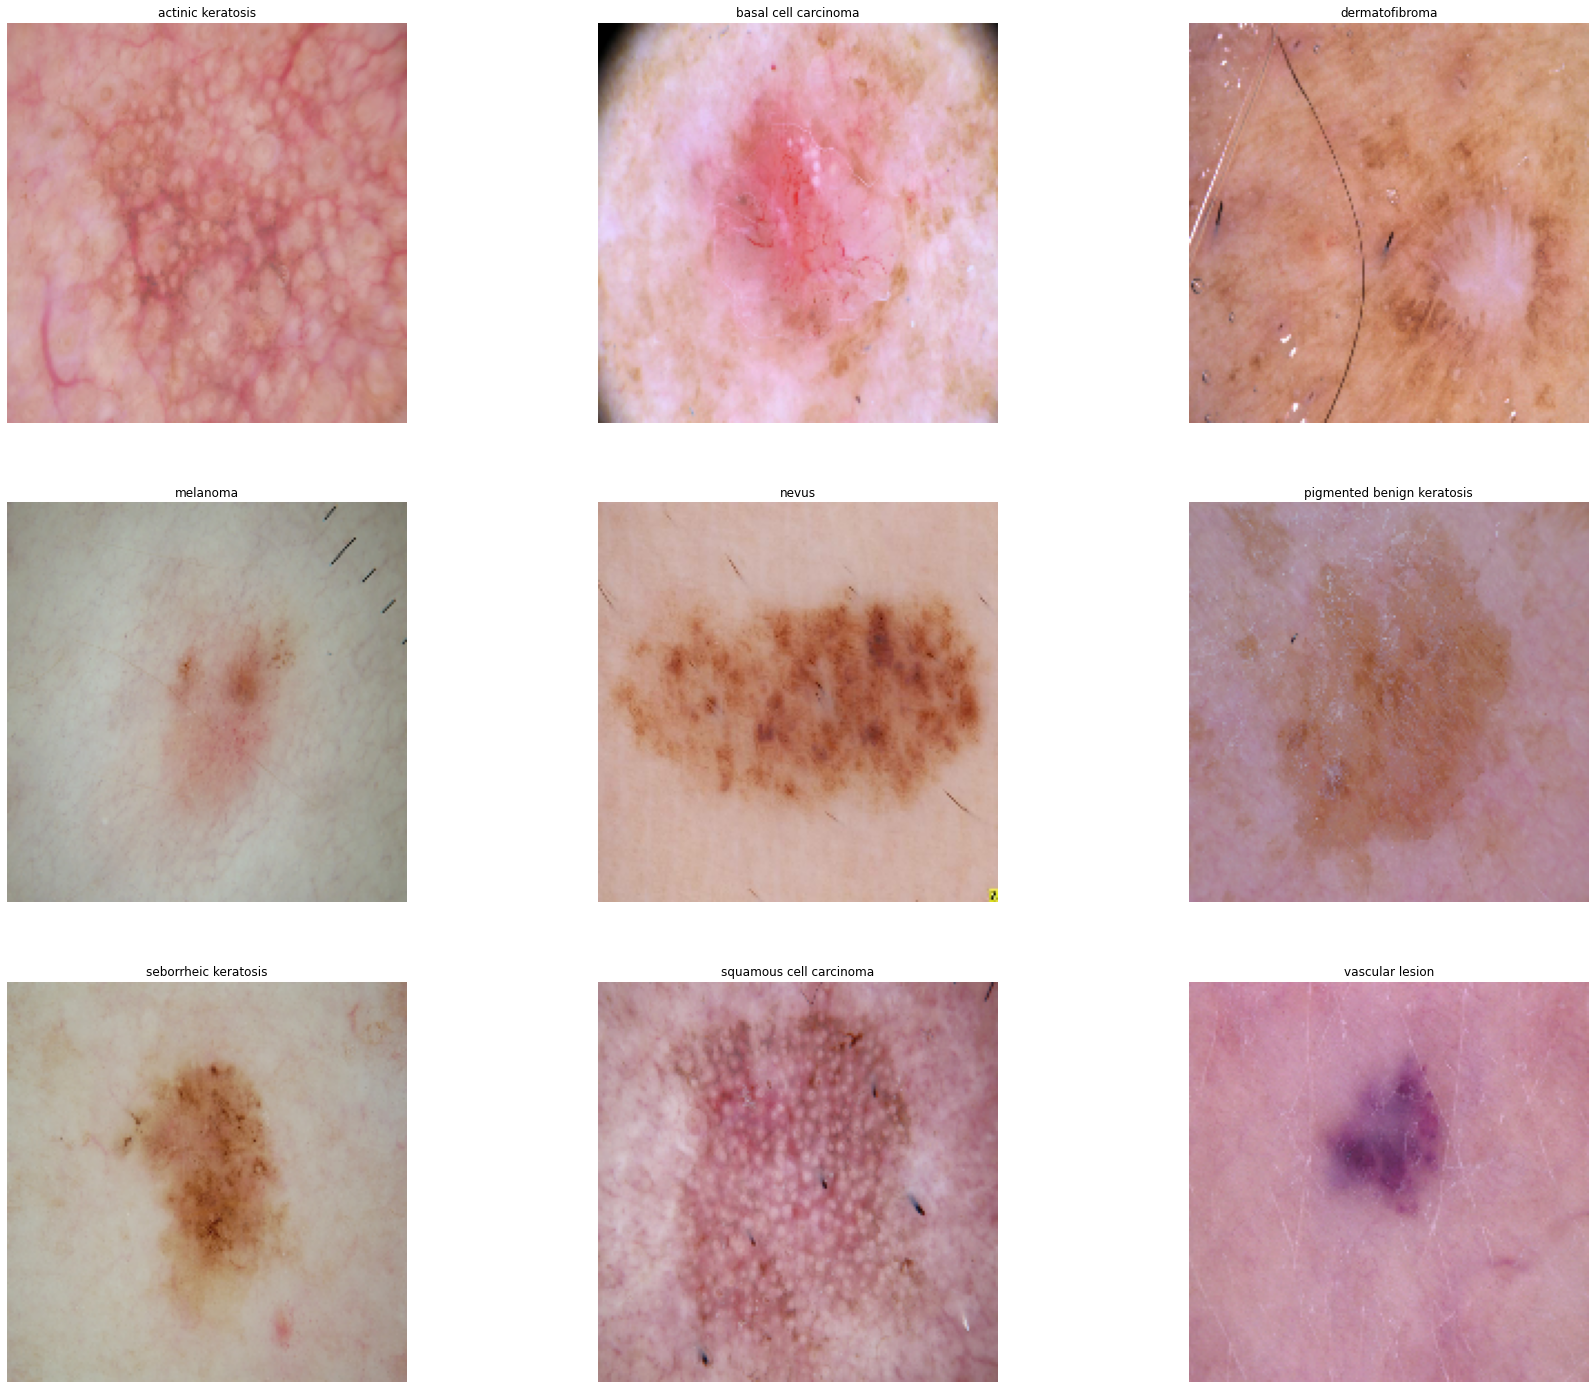 actinic keratosis
basal cell carcinoma
dermatofibroma
melanoma
nevus
pigmented benign keratosis
seborrheic keratosis
squamous cell carcinoma
vascular lesion